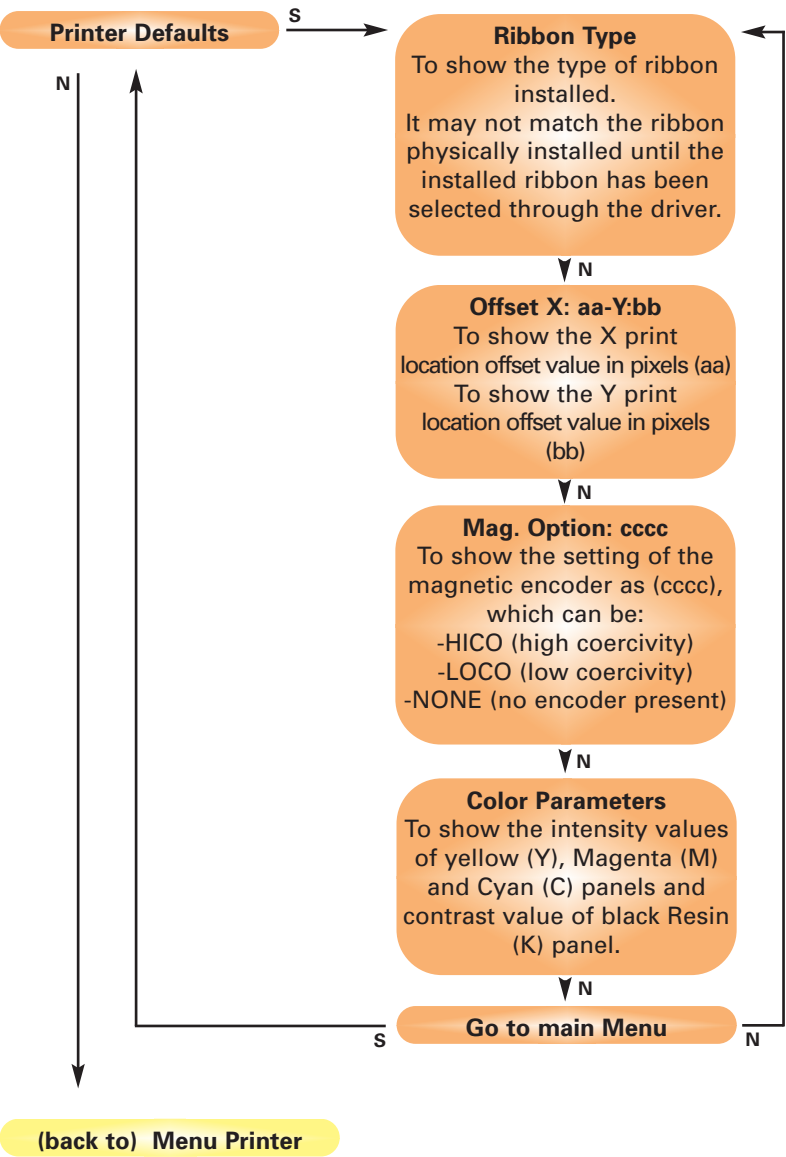 Printer Defaults
S
N
Ribbon Type
To show the type of ribbon
installed.
It may not match the ribbon
physically installed until the
installed ribbon has been
selected through the driver.
N
Offset X: aa-Y:bb
To show the X print
location offset value in pixels (aa)
To show the Y print
location offset value in pixels
(bb)
N
Mag. Option: cccc
To show the setting of the
magnetic encoder as (cccc),
which can be:
-HICO (high coercivity)
-LOCO (low coercivity)
-NONE (no encoder present)
N
Color Parameters
To show the intensity values
of yellow (Y), Magenta (M)
and Cyan (C) panels and
contrast value of black Resin
(K) panel.
N
S
Go to main Menu
N
(back to) Menu Printer